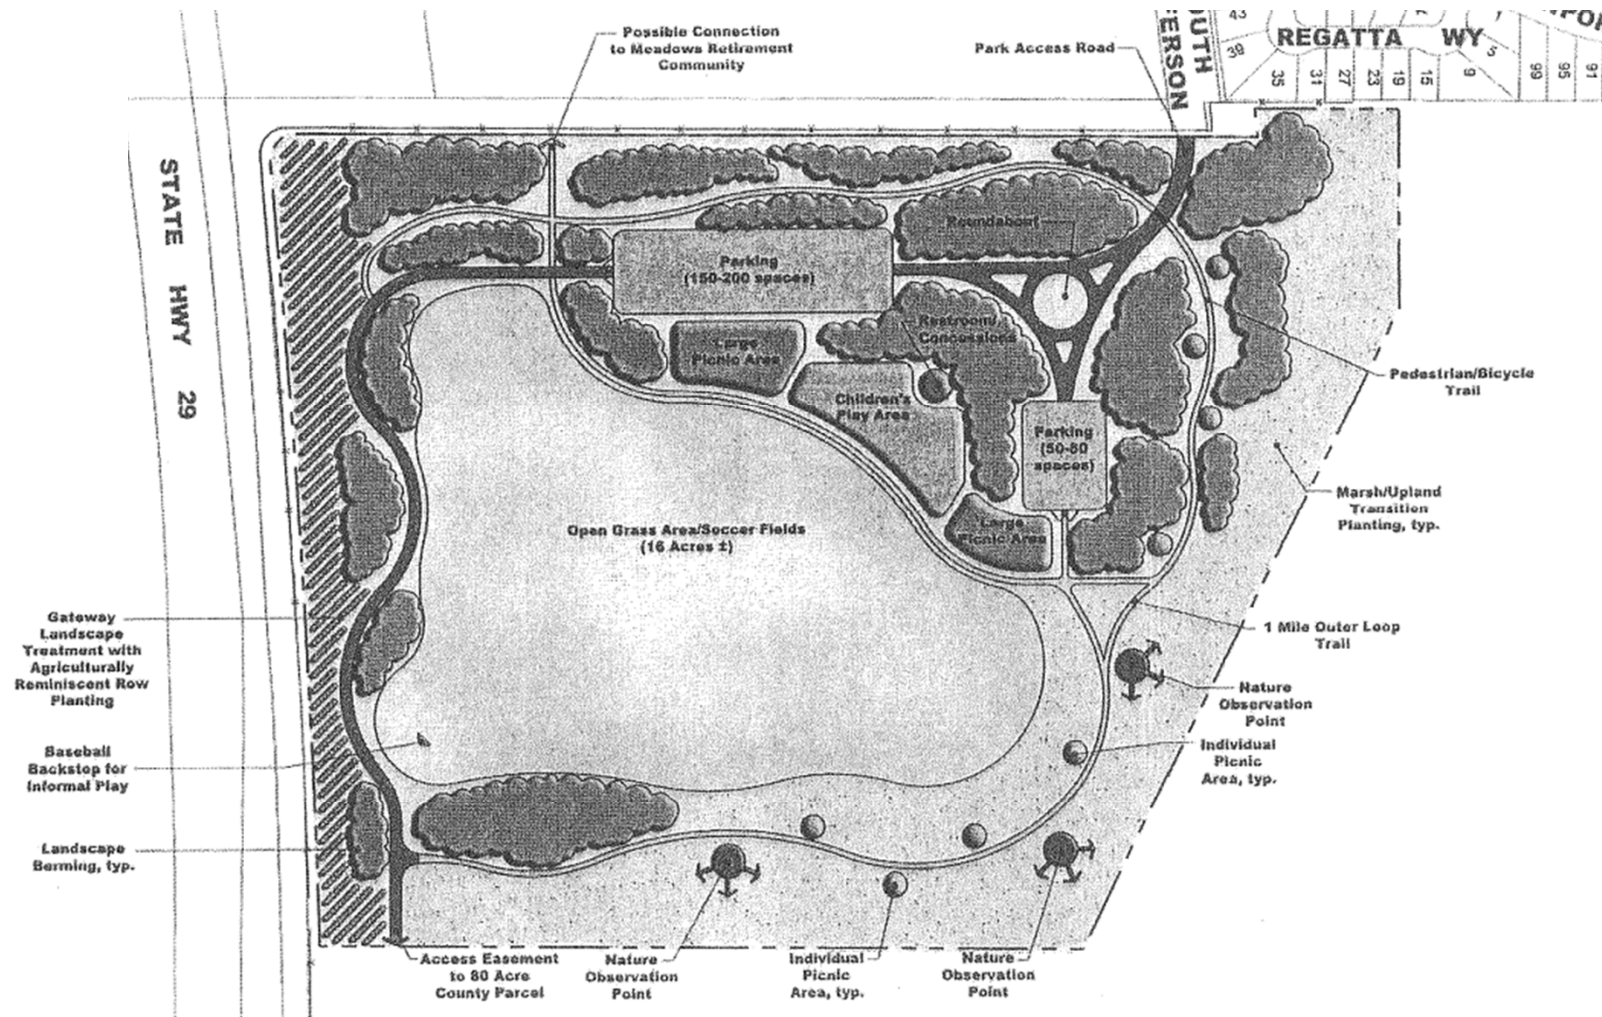 Possible Connection
to Meadows Retirement
Community
Park Access Road
OUTH
ERSON
REGATTA WY
43
39
35
31
27
23
19
15
9
5
99
95
91
STATE HWY 29
Roundabout
Parking
(150-200 spaces)
Restroom/
Concessions
Large
Picnic Area
Children's
Play Area
Parking
(50-80
spaces)
Large
Picnic Area
Pedestrian/Bicycle
Trail
Marsh/Upland
Transition
Planting, typ.
Open Grass Area/Soccer Fields
(16 Acres ±)
Gateway
Landscape
Treatment with
Agriculturally
Reminiscent Row
Planting
1 Mile Outer Loop
Trail
Nature
Observation
Point
Individual
Picnic
Area, typ.
Baseball
Backstop for
Informal Play
Landscape
Berming, typ.
Access Easement
to 80 Acre
County Parcel
Nature
Observation
Point
Individual
Picnic
Area, typ.
Nature
Observation
Point